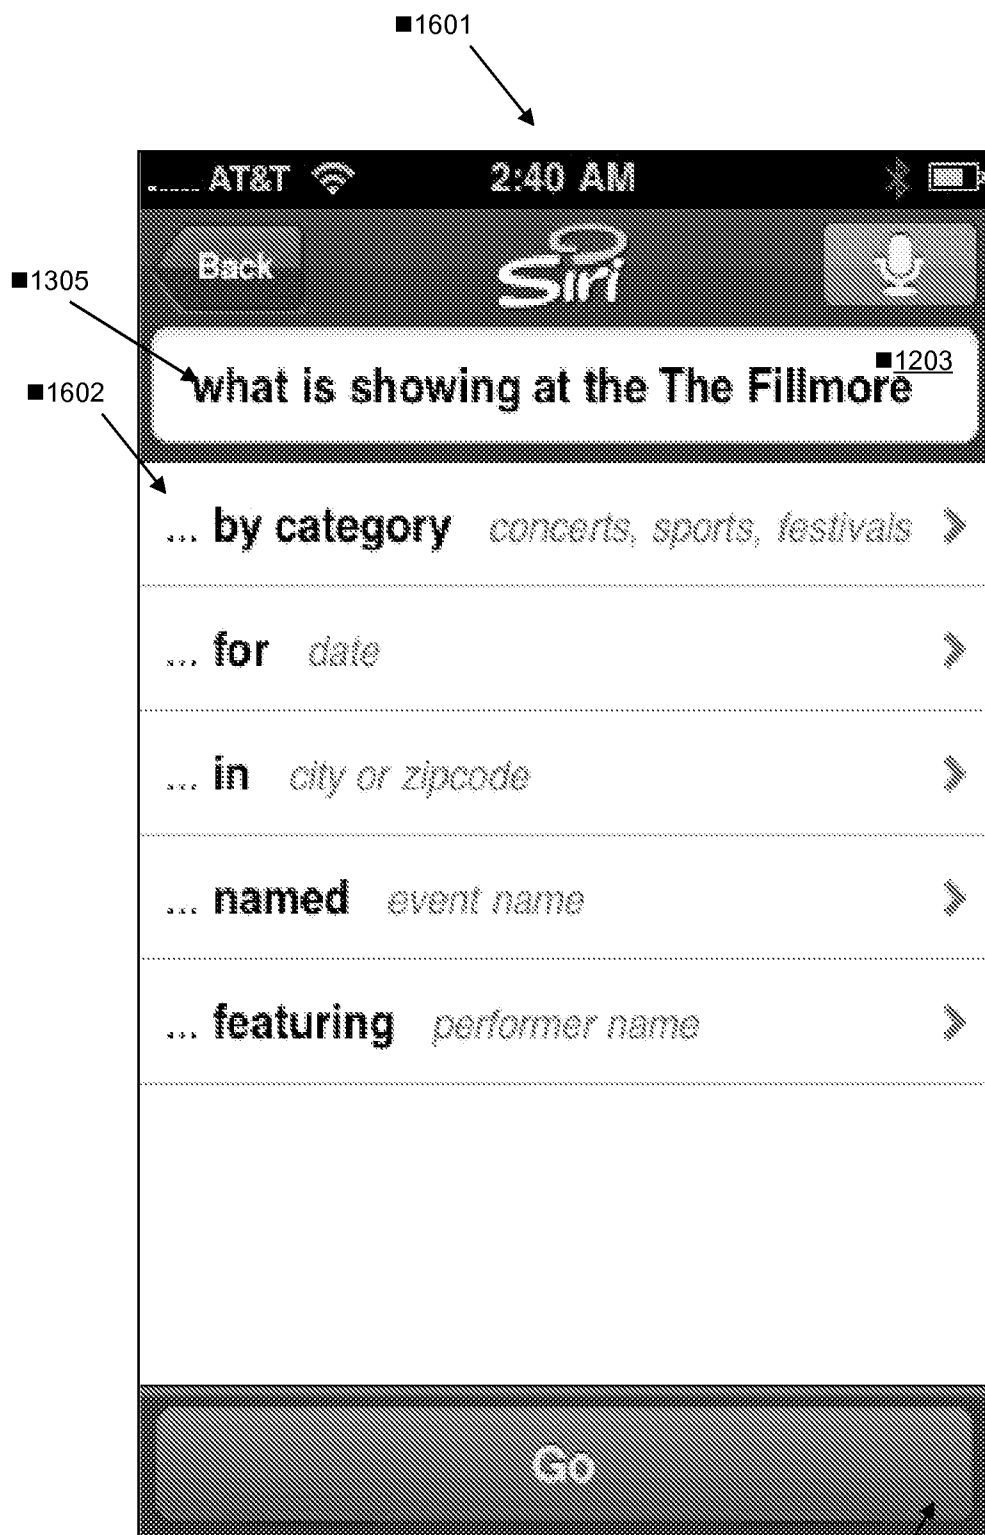 ■1601
..... AT&T 2:40 AM
Back Siri
■1305
■1203
what is showing at the The Fillmore
■1602
... by category concerts, sports, festivals
... for date
... in city or zipcode
... named event name
... featuring performer name
Go